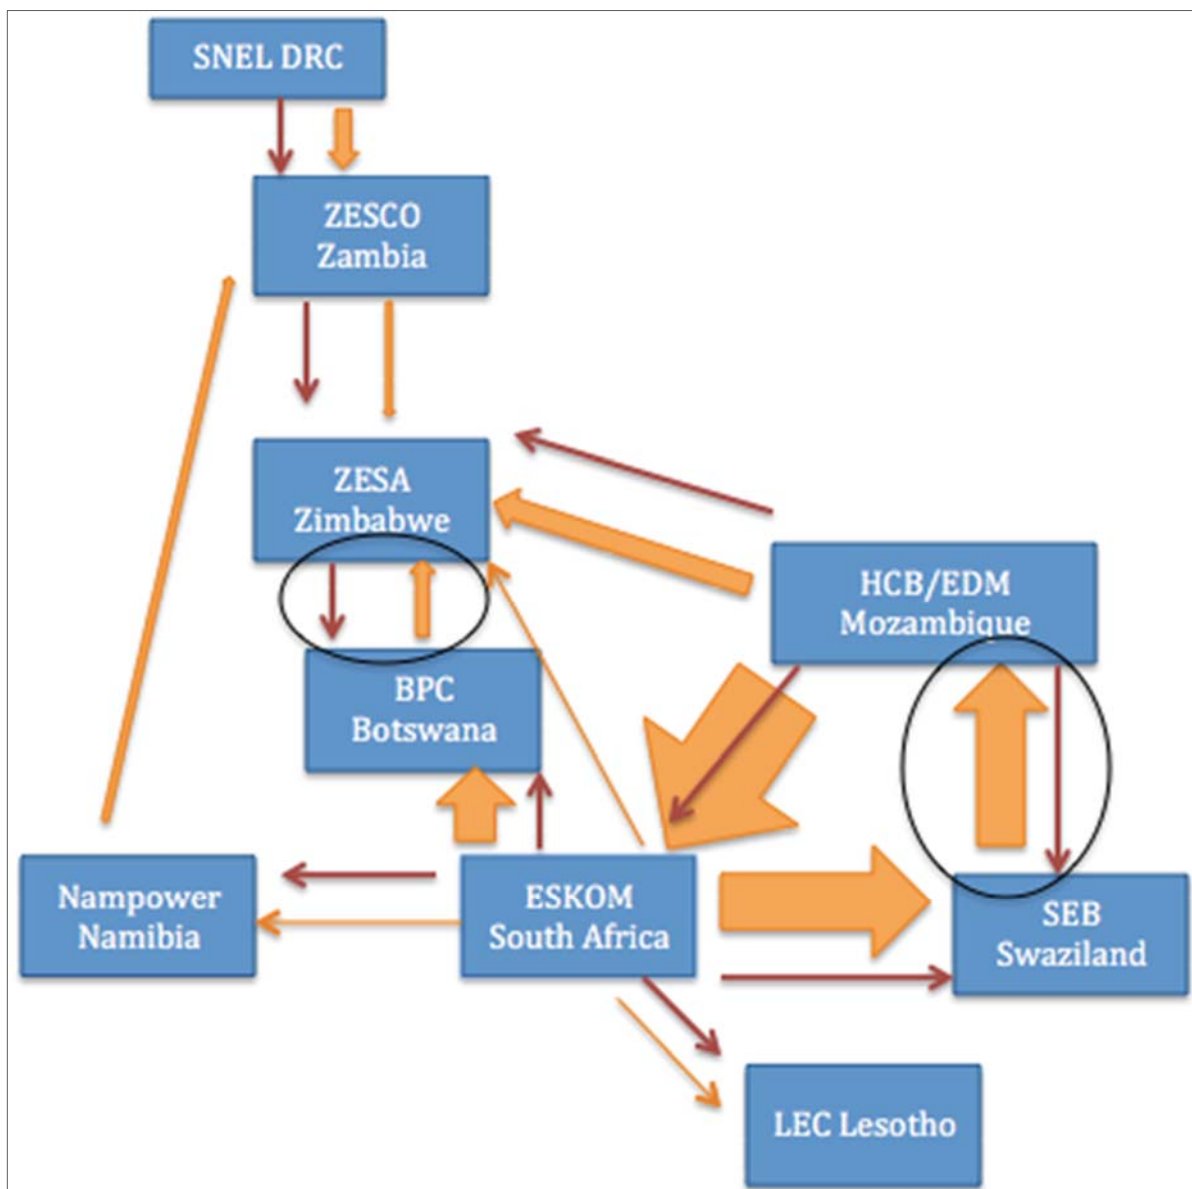 SNEL DRC
ZESCO
Zambia
ZESA
Zimbabwe
HCB/EDM
Mozambique
BPC
Botswana
Nampower
Namibia
ESKOM
South Africa
SEB
Swaziland
LEC Lesotho